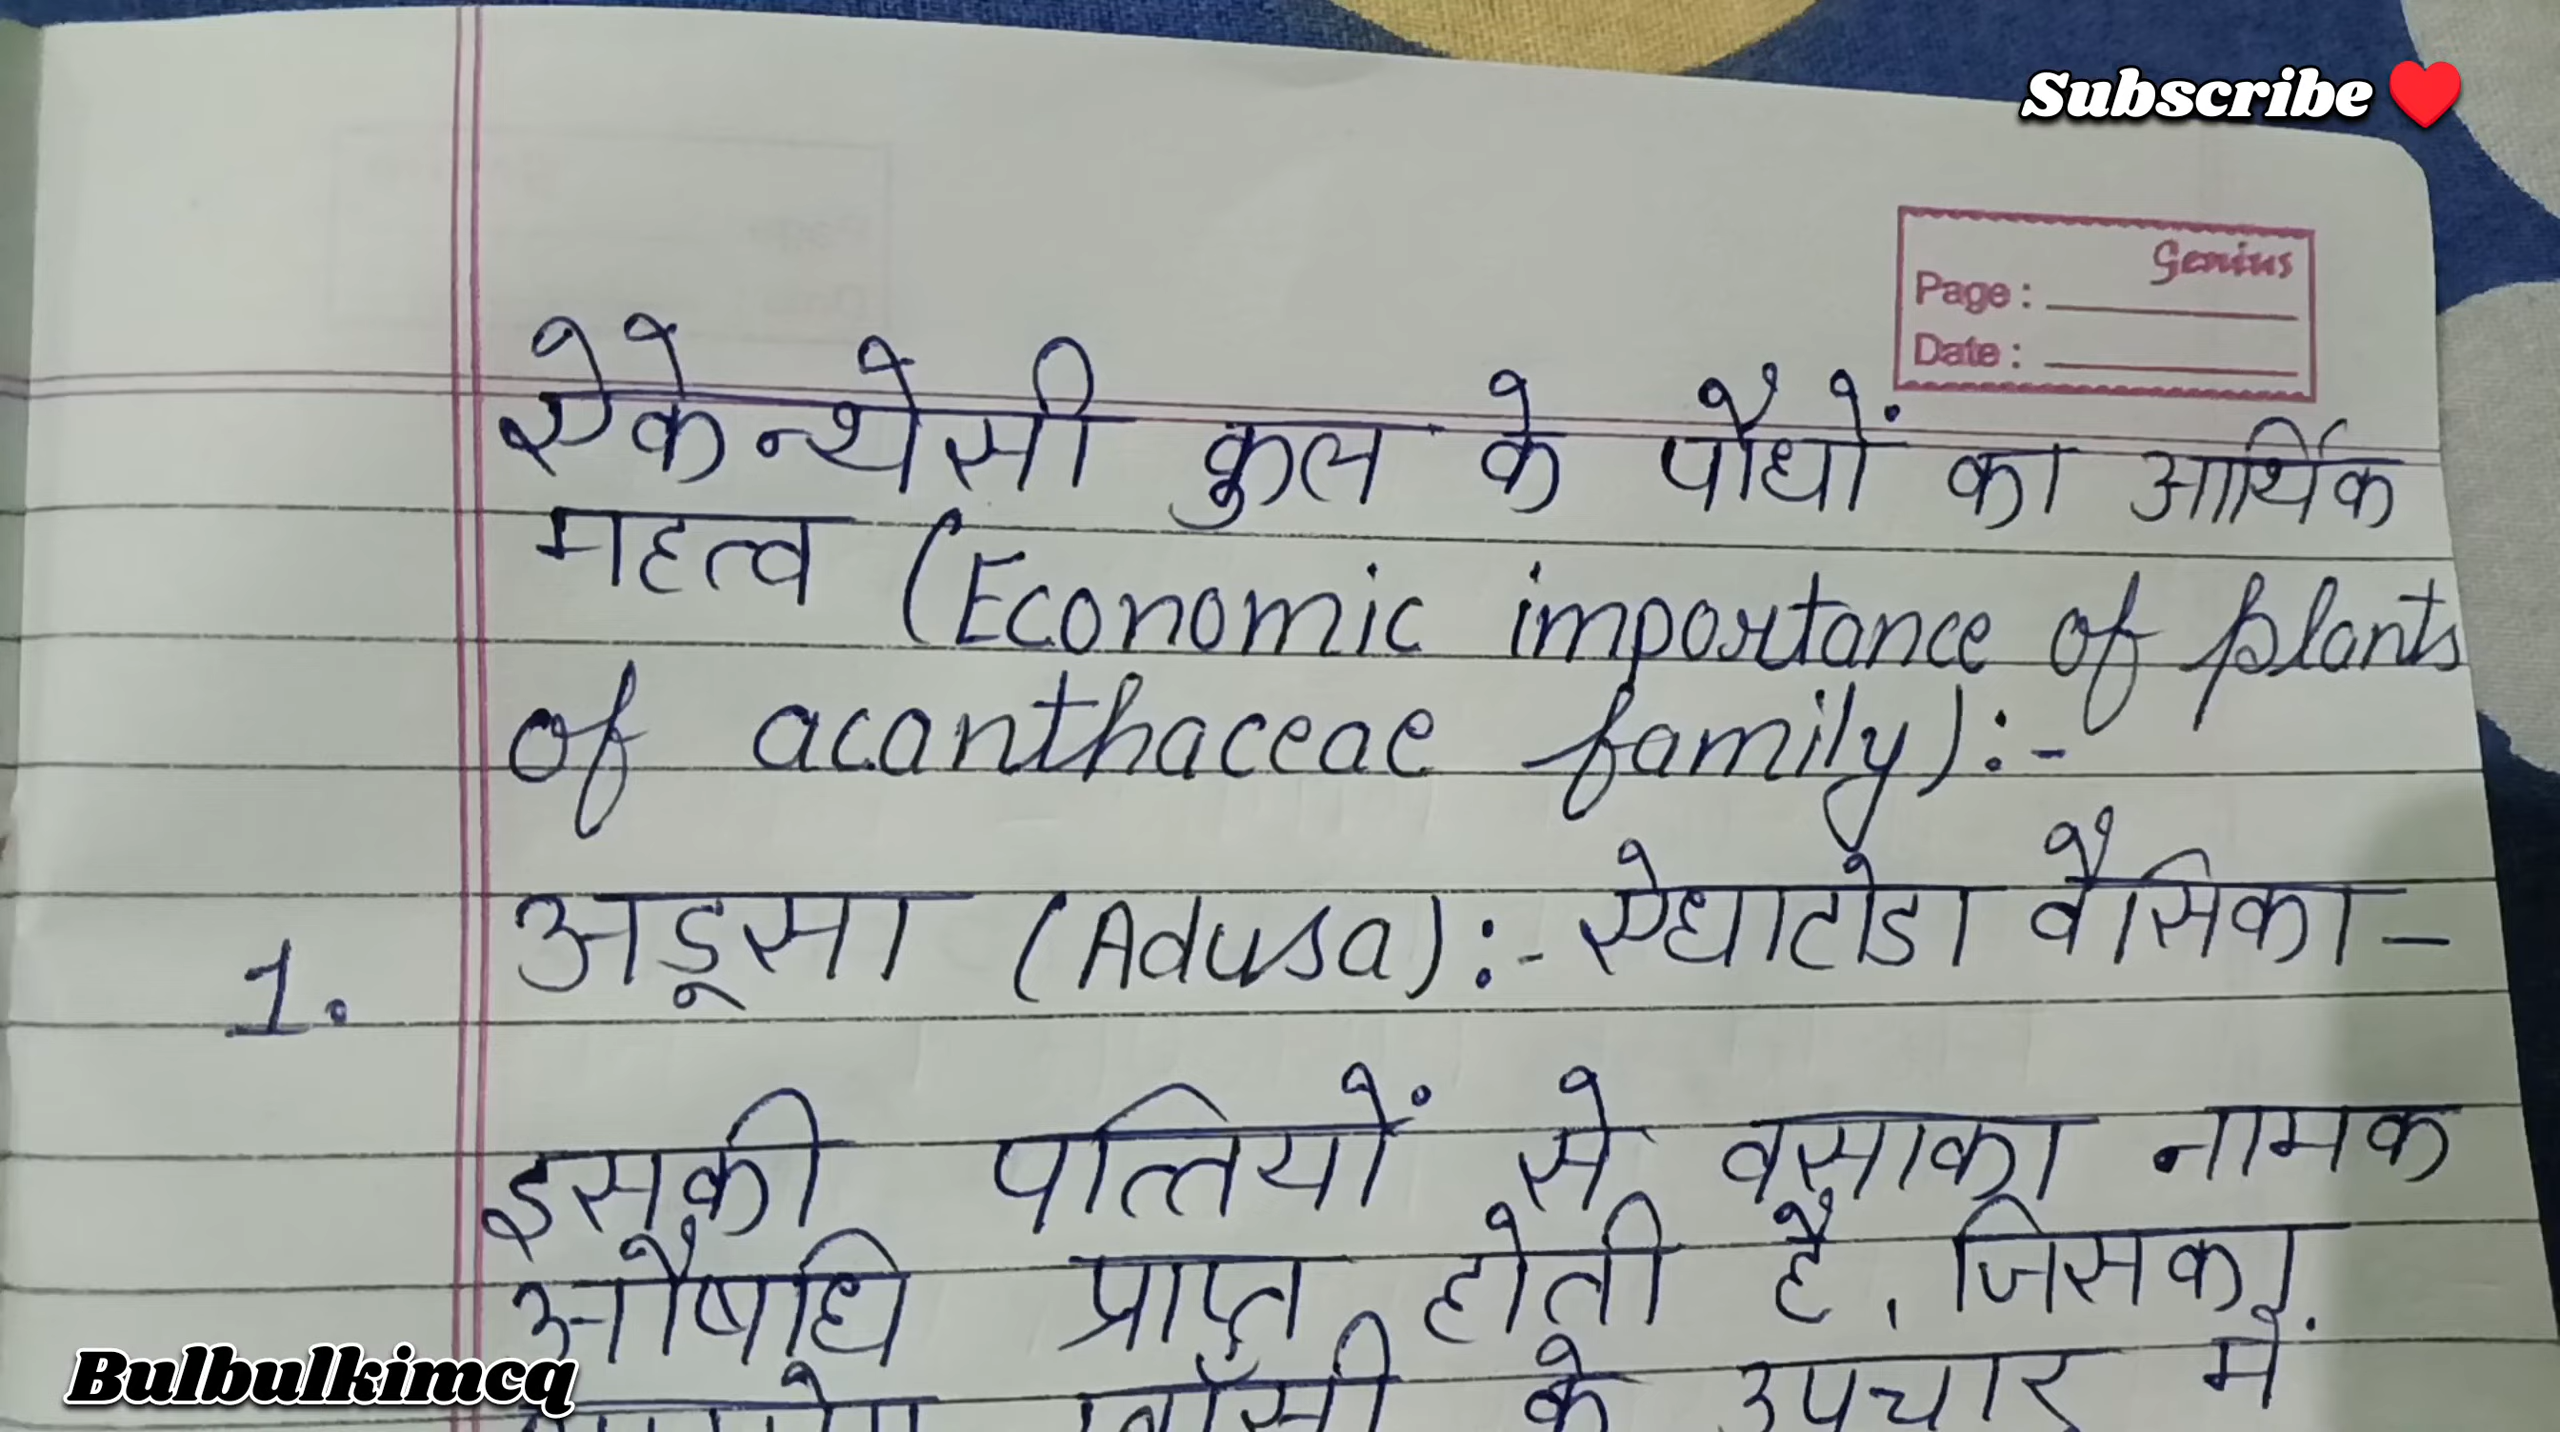 Subscribe
Genius
Page :
Date :
ऐकेन्थेसी कुल के पौधों का आर्थिक
महत्व (Economic importance of plants
of acanthaceae family):-
1. अडूसा (Adusa):- ऐधाटोडा वैसिका -
इसकी पत्तियों से वसाका नामक
औषधि प्राप्त होती है, जिसका
खाँसी के उपचार में
Bulbulkimcq